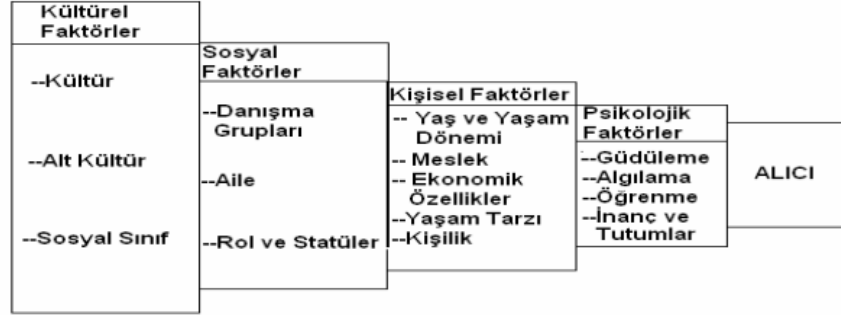 Kültürel
Faktörler
--Kültür
--Alt Kültür
--Sosyal Sınıf
Sosyal
Faktörler
--Danışma
Grupları
--Aile
--Rol ve Statüler
Kişisel Faktörler
-- Yaş ve Yaşam
Dönemi
-- Meslek
-- Ekonomik
Özellikler
--Yaşam Tarzı
--Kişilik
Psikolojik
Faktörler
--Güdüleme
--Algılama
--Öğrenme
--İnanç ve
Tutumlar
ALICI